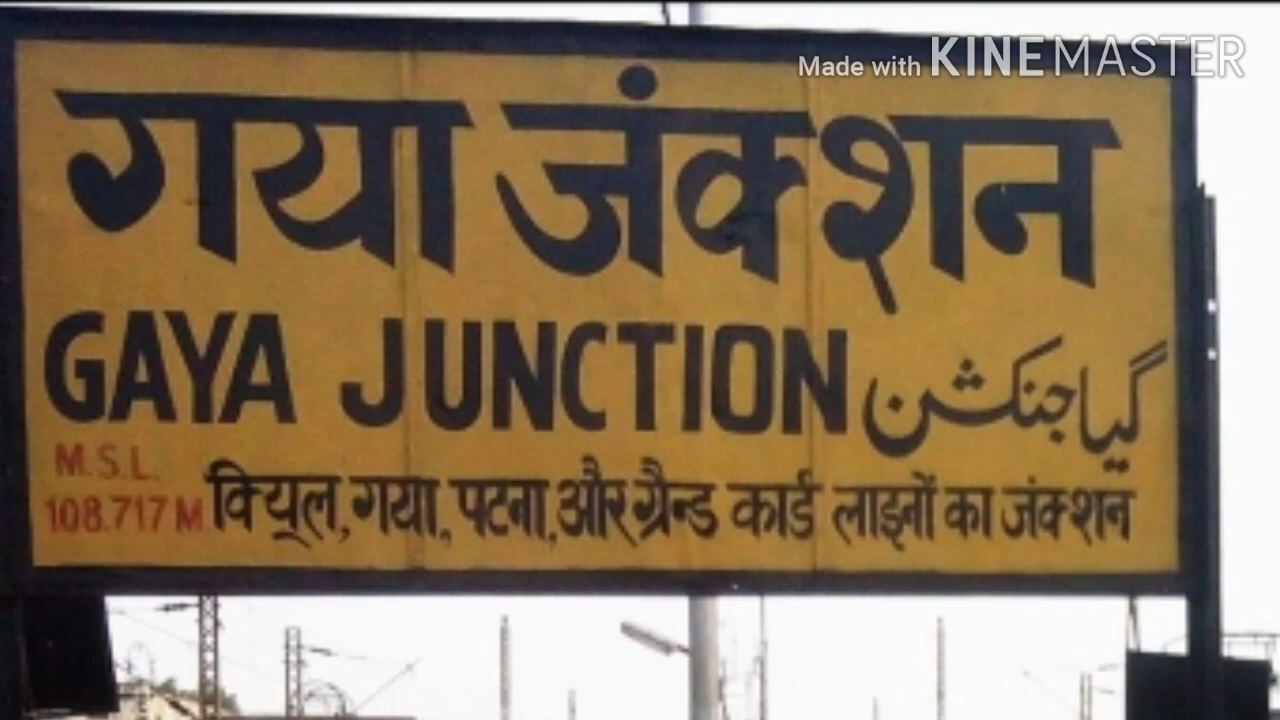 Made with KINEMASTER
गया जंक्शन
GAYA JUNCTION گیا جنکشن
M.S.L.
108.717 M
कियुल, गया, पटना, और ग्रैन्ड कार्ड लाइनों का जंक्शन